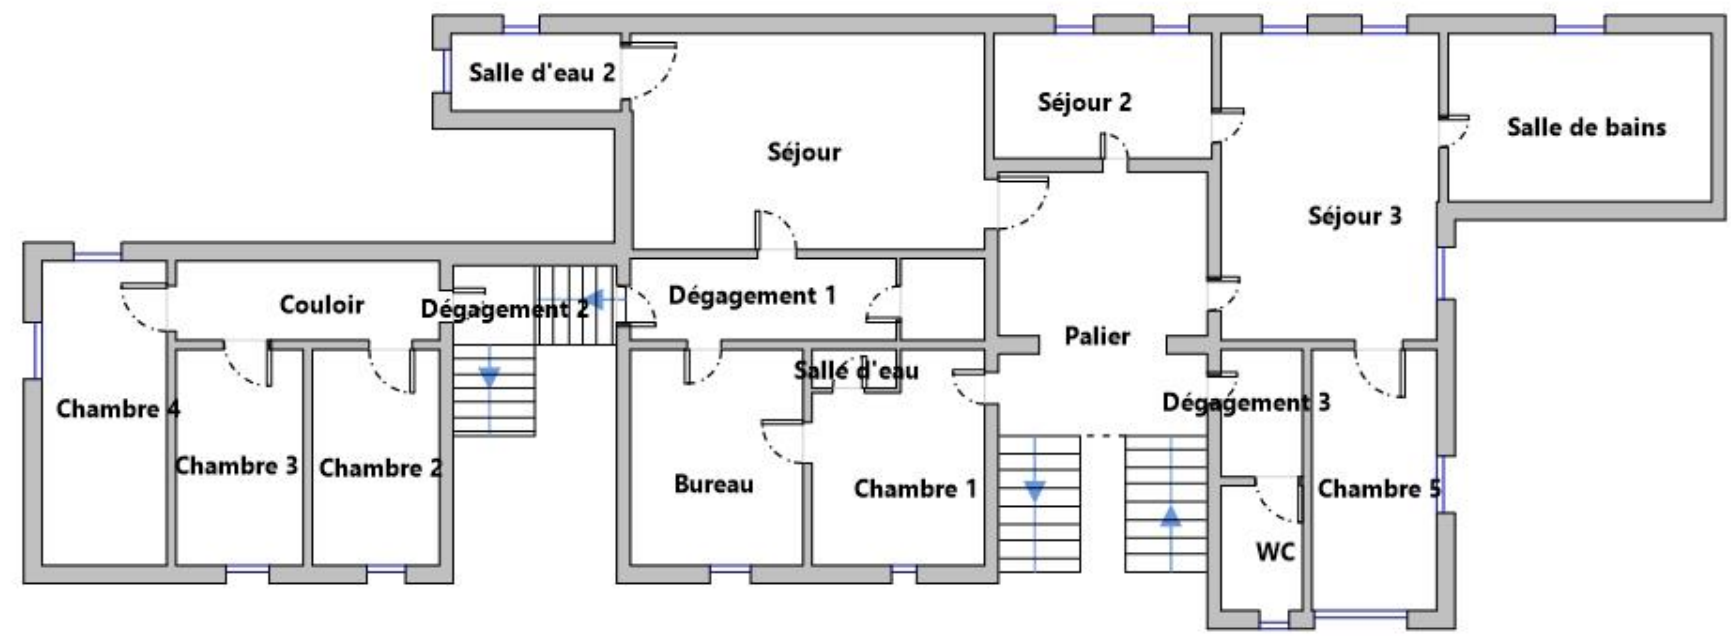 Salle d'eau 2
Séjour 2
Salle de bains
Séjour
Séjour 3
Dégagement 1
Couloir
Dégagement 2
Palier
Salle d'eau
Dégagement 3
Chambre 4
Chambre 3
Chambre 2
Bureau
Chambre 1
Chambre 5
WC